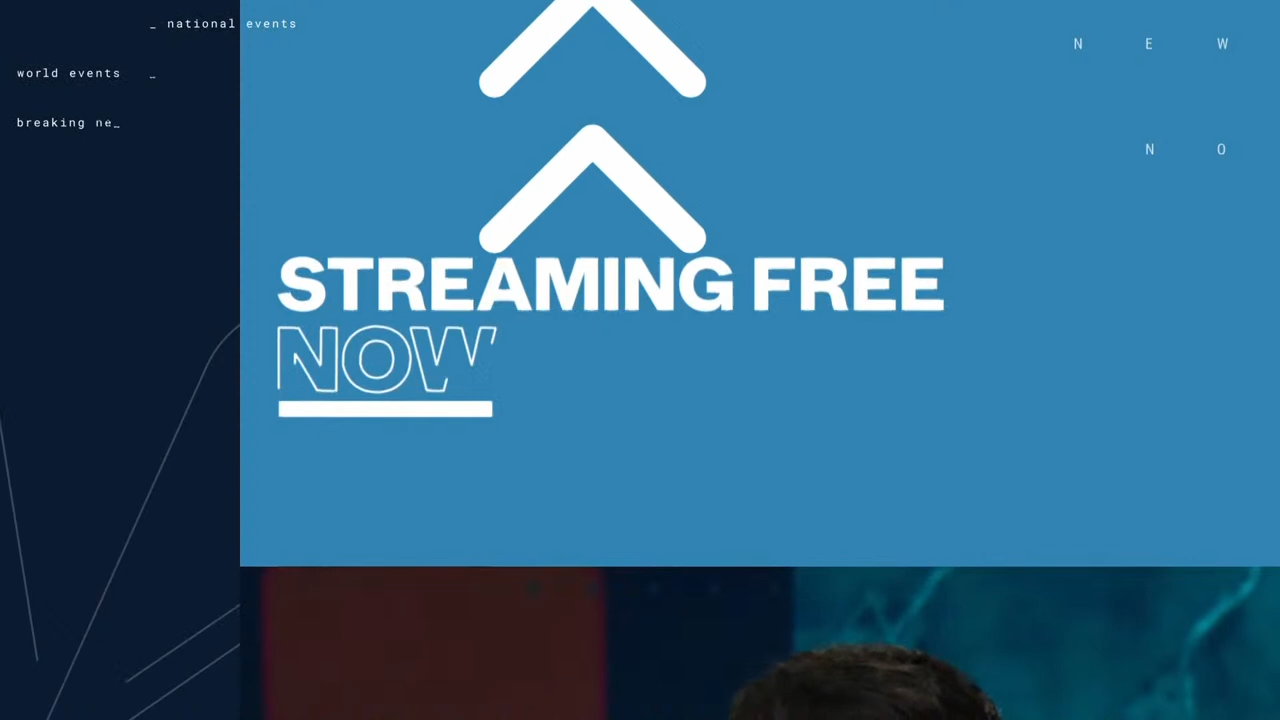 _ national events
N E W
world events _
breaking ne_
N O
STREAMING FREE
NOW